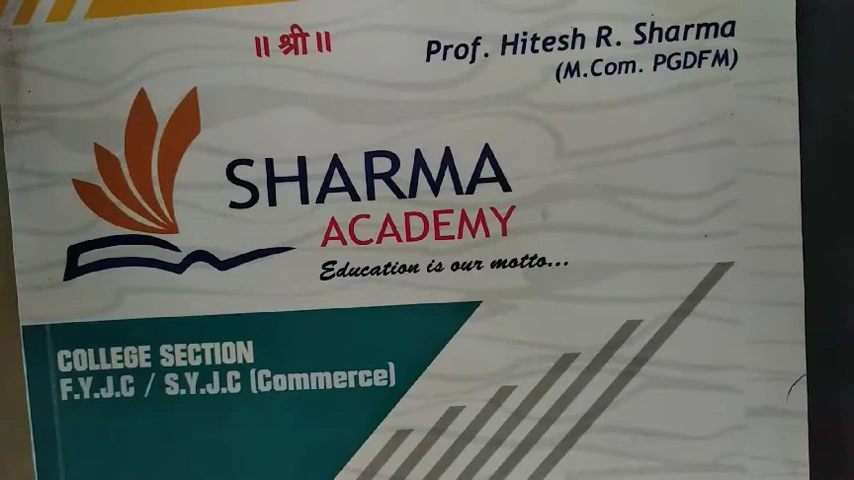 ॥ श्री ॥
Prof. Hitesh R. Sharma
(M.Com. PGDFM)
SHARMA
ACADEMY
Education is our motto...
COLLEGE SECTION
F.Y.J.C / S.Y.J.C (Commerce)